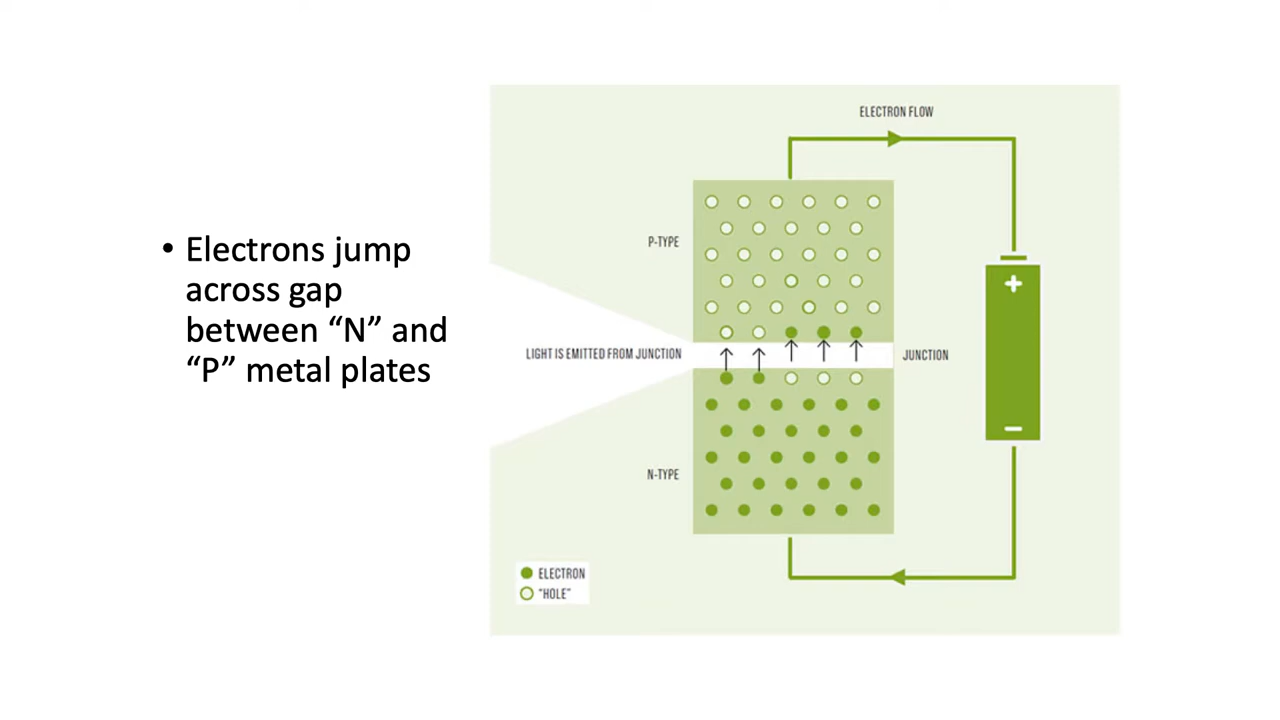 • Electrons jump
across gap
between “N” and
“P” metal plates
ELECTRON FLOW
P-TYPE
+
LIGHT IS EMITTED FROM JUNCTION
JUNCTION
−
N-TYPE
ELECTRON
“HOLE”